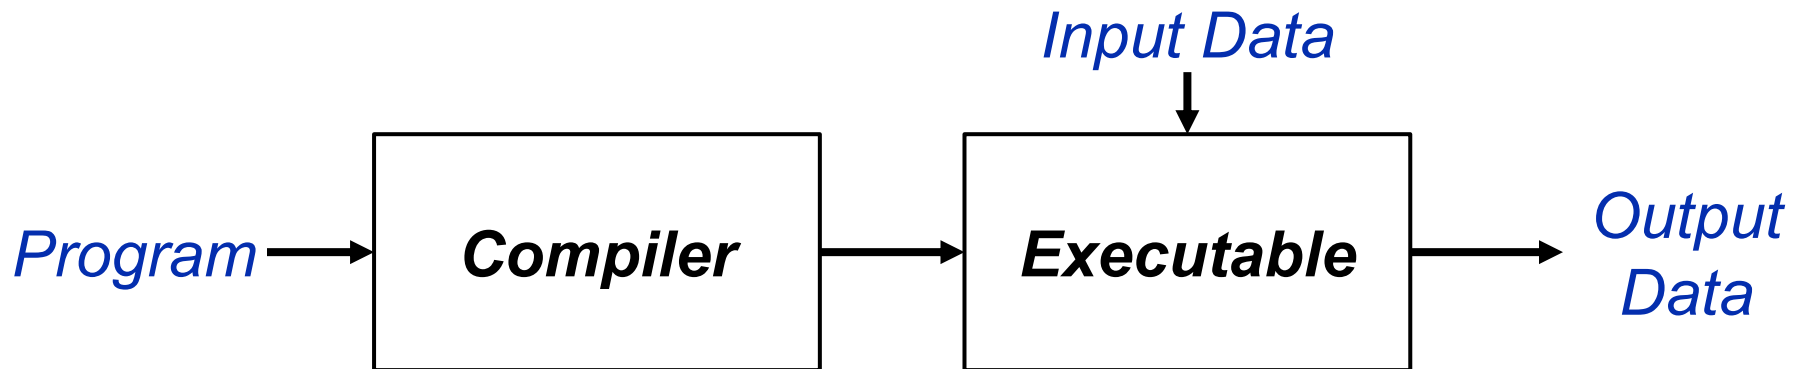 Input Data
Program
Compiler
Executable
Output
Data